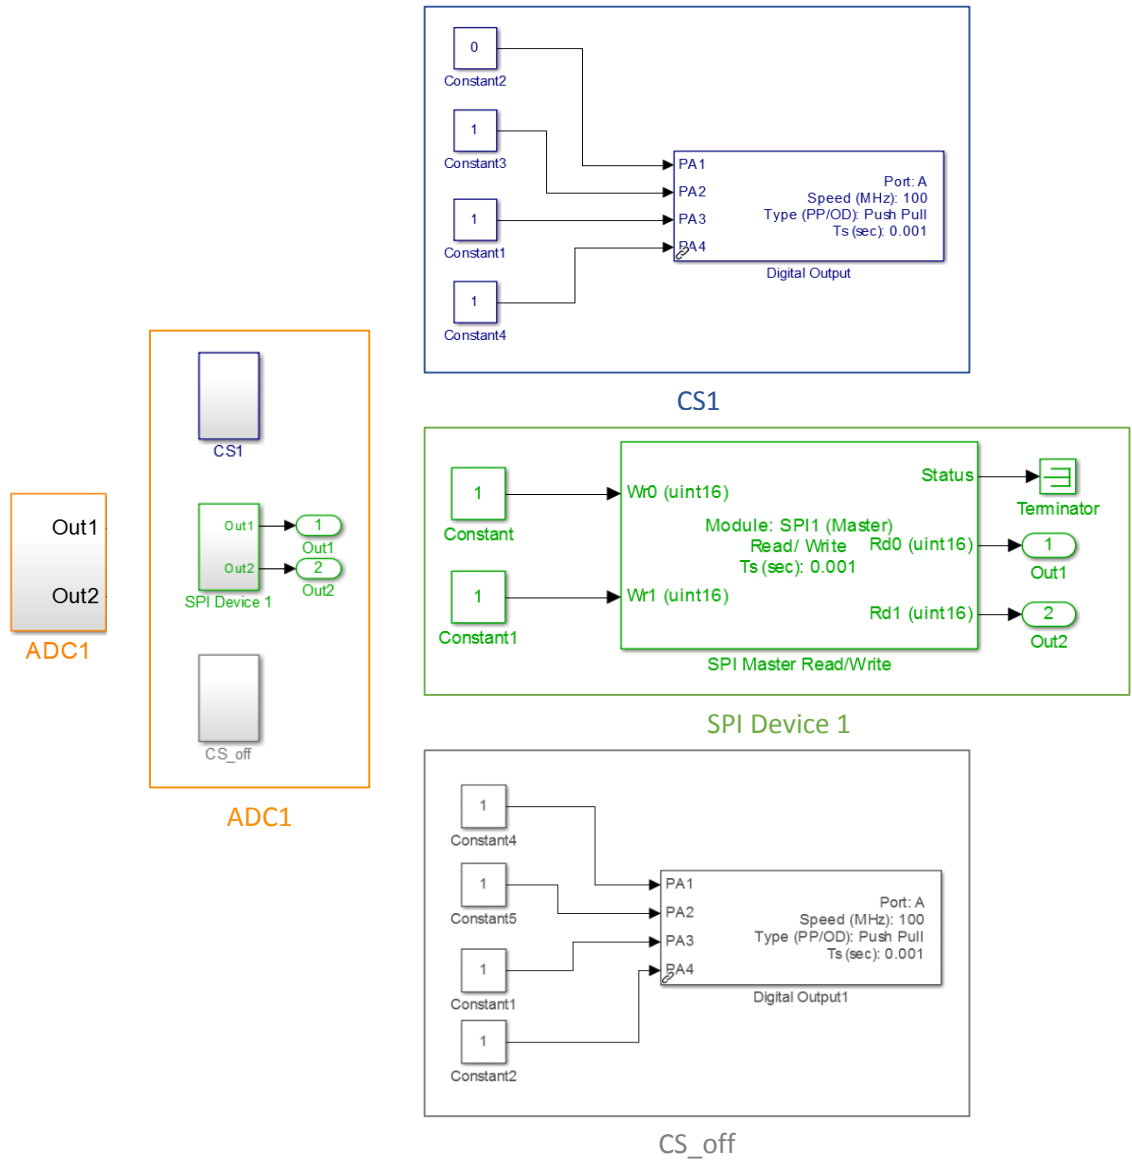 0
Constant2
1
Constant3
1
Constant1
1
Constant4
PA1
PA2
PA3
PA4
Port: A
Speed (MHz): 100
Type (PP/OD): Push Pull
Ts (sec): 0.001
Digital Output
CS1
Out1
Out2
ADC1
CS1
Out1
Out2
SPI Device 1
1
Out1
2
Out2
CS_off
ADC1
1
Constant
1
Constant1
Wr0 (uint16)
Wr1 (uint16)
Module: SPI1 (Master)
Read/ Write
Ts (sec): 0.001
Status
Rd0 (uint16)
Rd1 (uint16)
SPI Master Read/Write
Terminator
1
Out1
2
Out2
SPI Device 1
1
Constant4
1
Constant5
1
Constant1
1
Constant2
PA1
PA2
PA3
PA4
Port: A
Speed (MHz): 100
Type (PP/OD): Push Pull
Ts (sec): 0.001
Digital Output1
CS_off